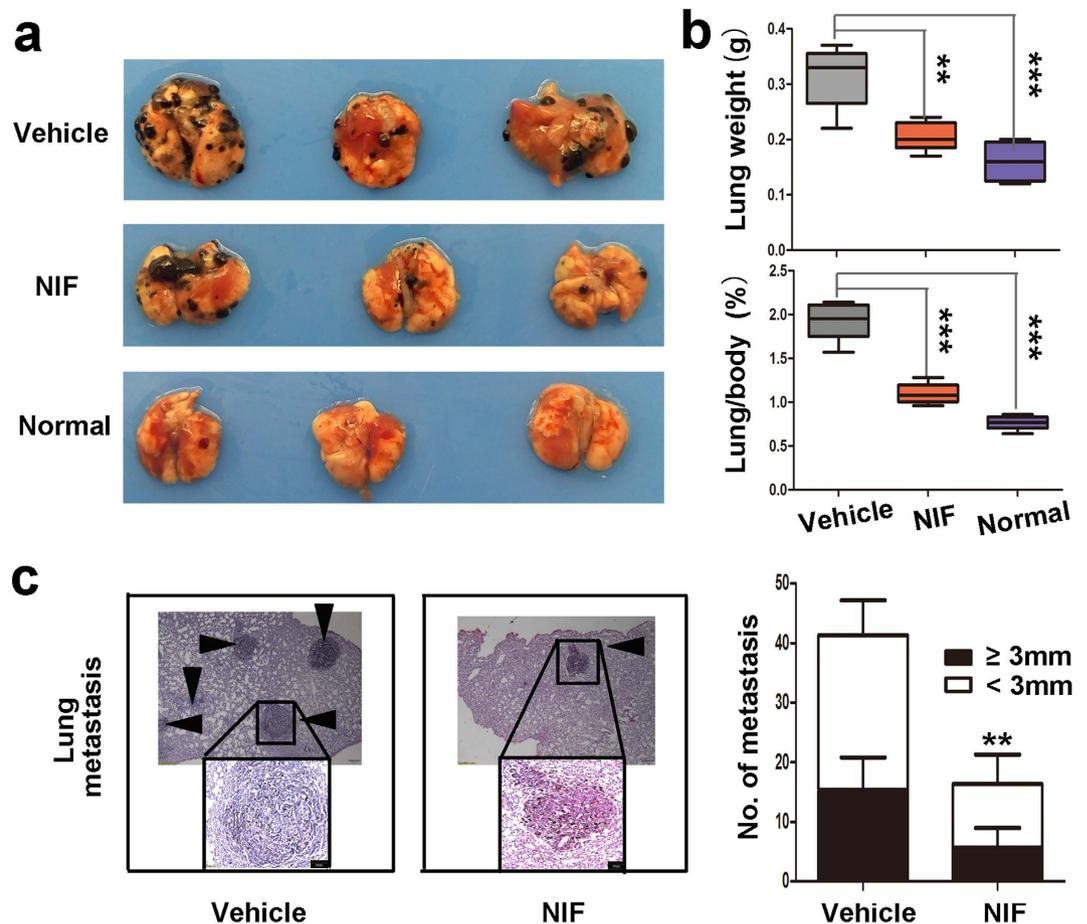 a
Vehicle
NIF
Normal
b
Lung weight (g)
0.4
0.3
0.2
0.1
0.0
**
***
Lung/body (%)
2.5
2.0
1.5
1.0
0.5
0.0
***
***
Vehicle NIF Normal
c
Lung
metastasis
Vehicle NIF
No. of metastasis
50
40
30
20
10
0
≥ 3mm
< 3mm
**
Vehicle NIF